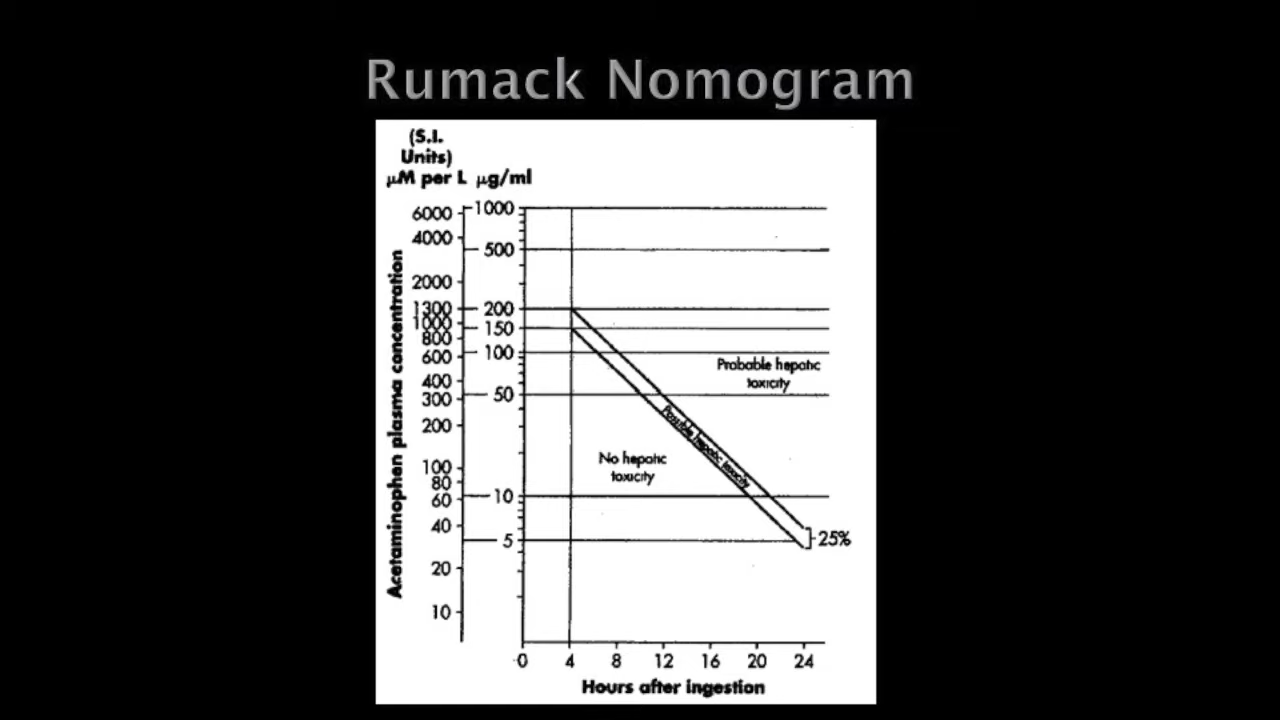 Rumack Nomogram
(S.I.
Units)
µM per L µg/ml
6000
4000
2000
1300
1000
800
600
400
300
200
100
80
60
40
20
10
1000
500
200
150
100
50
10
5
Acetaminophen plasma concentration
Probable hepatic
toxicity
Possible hepatic toxicity
No hepatic
toxicity
25%
0 4 8 12 16 20 24
Hours after ingestion